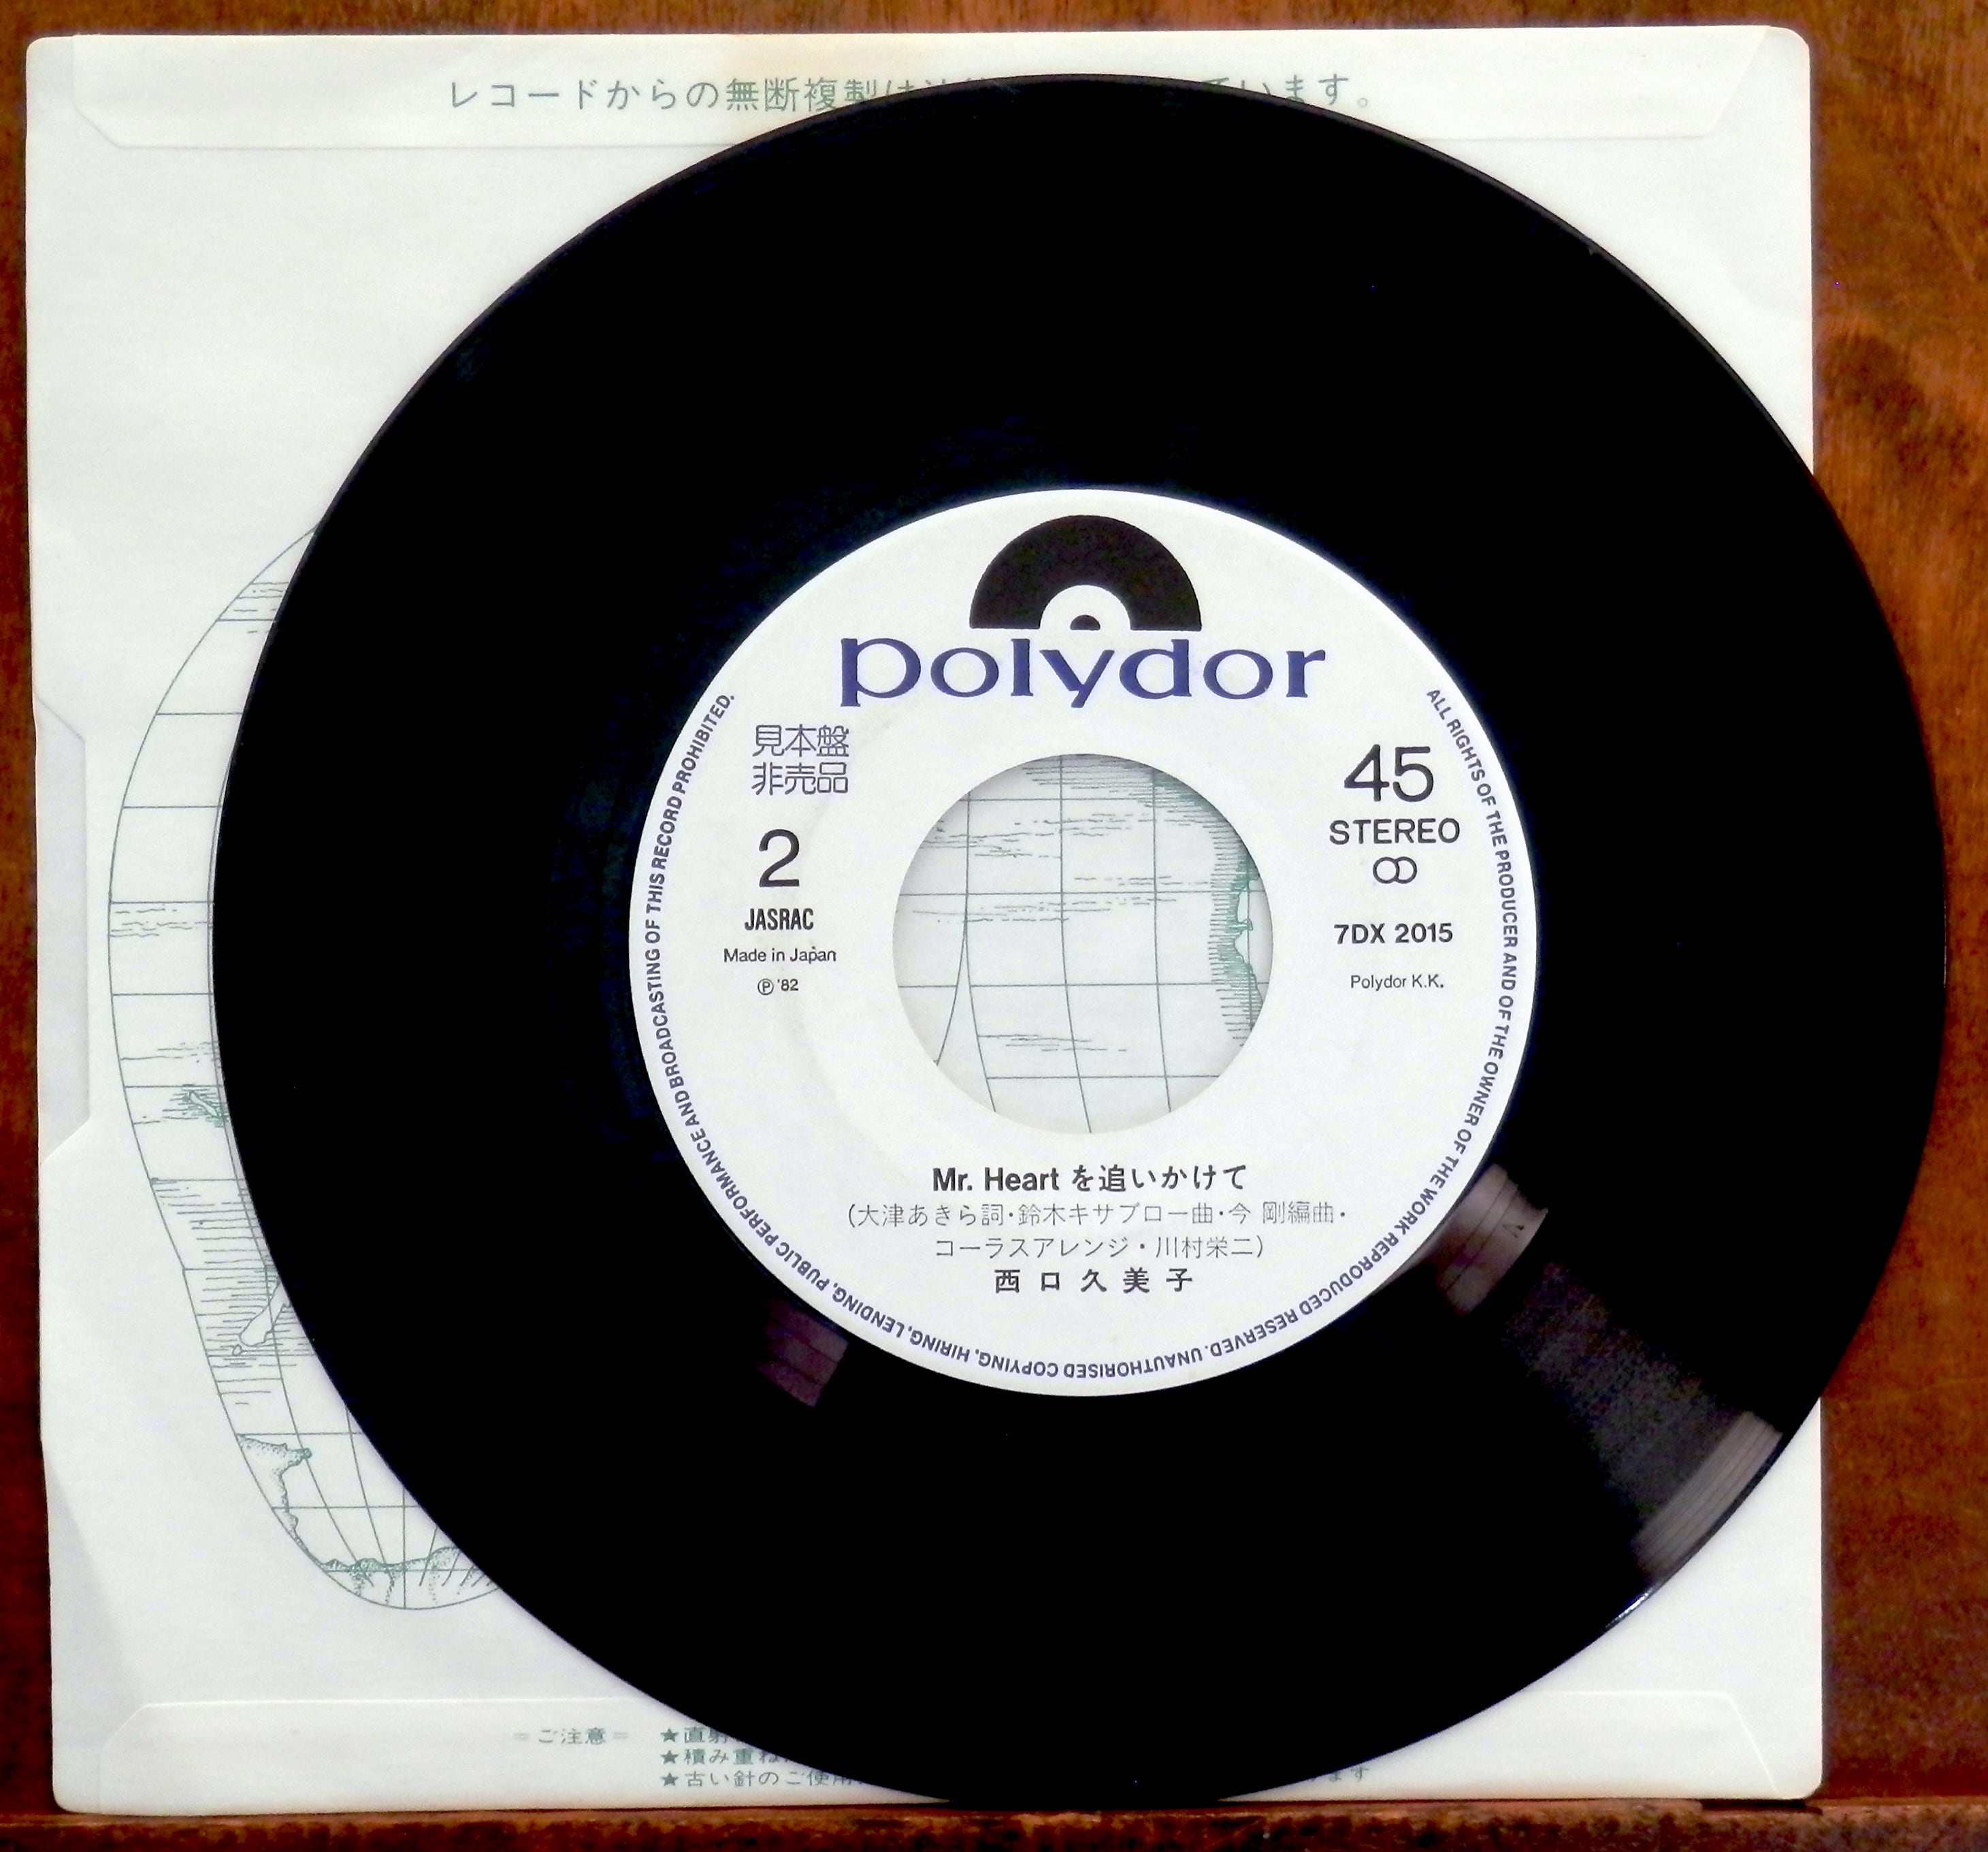 レコードからの無断複製は
います。
polydor
見本盤
非売品
2
JASRAC
Made in Japan
Ⓟ '82
45
STEREO
7DX 2015
Polydor K.K.
Mr. Heart を追いかけて
(大津あきら詞・鈴木キサブロー曲・今 剛編曲・
コーラスアレンジ・川村栄二)
西口久美子
ALL RIGHTS OF THE PRODUCER AND OF THE OWNER OF THE WORK REPRODUCED RESERVED. UNAUTHORISED COPYING, HIRING, LENDING, PUBLIC PERFORMANCE AND BROADCASTING OF THIS RECORD PROHIBITED.
=ご注意= ★直射
★積み重ね
★古い針のご使用
ます